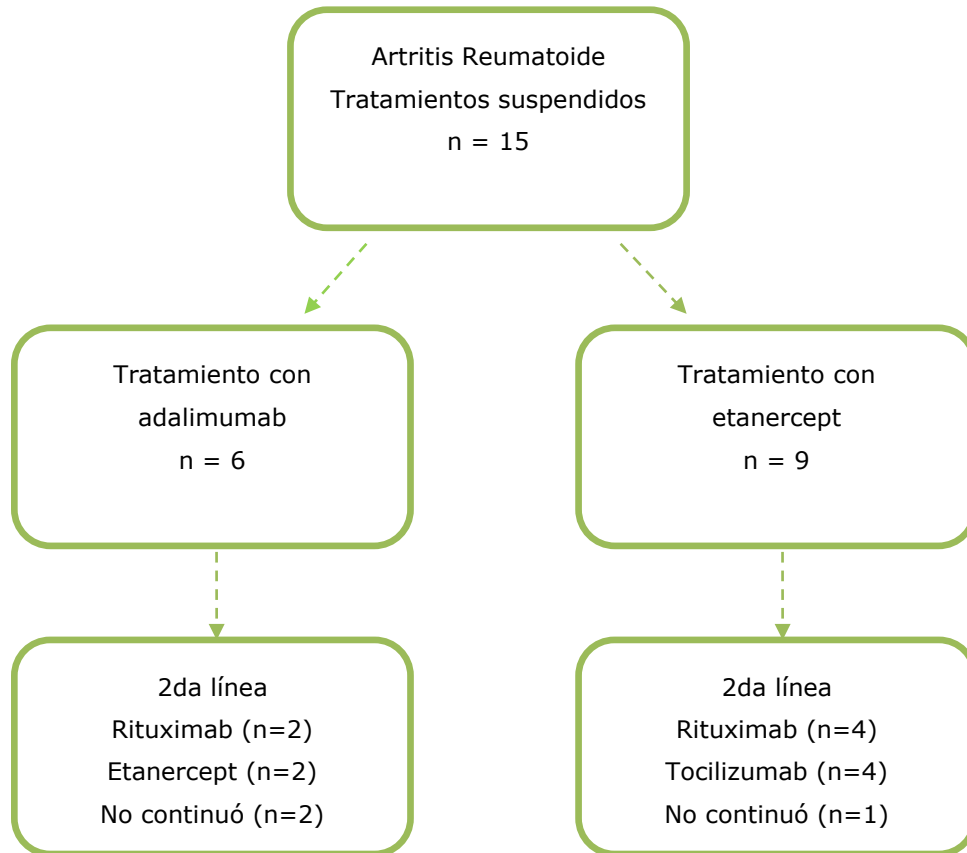 Artritis Reumatoide
Tratamientos suspendidos
n = 15
Tratamiento con
adalimumab
n = 6
Tratamiento con
etanercept
n = 9
2da línea
Rituximab (n=2)
Etanercept (n=2)
No continuó (n=2)
2da línea
Rituximab (n=4)
Tocilizumab (n=4)
No continuó (n=1)